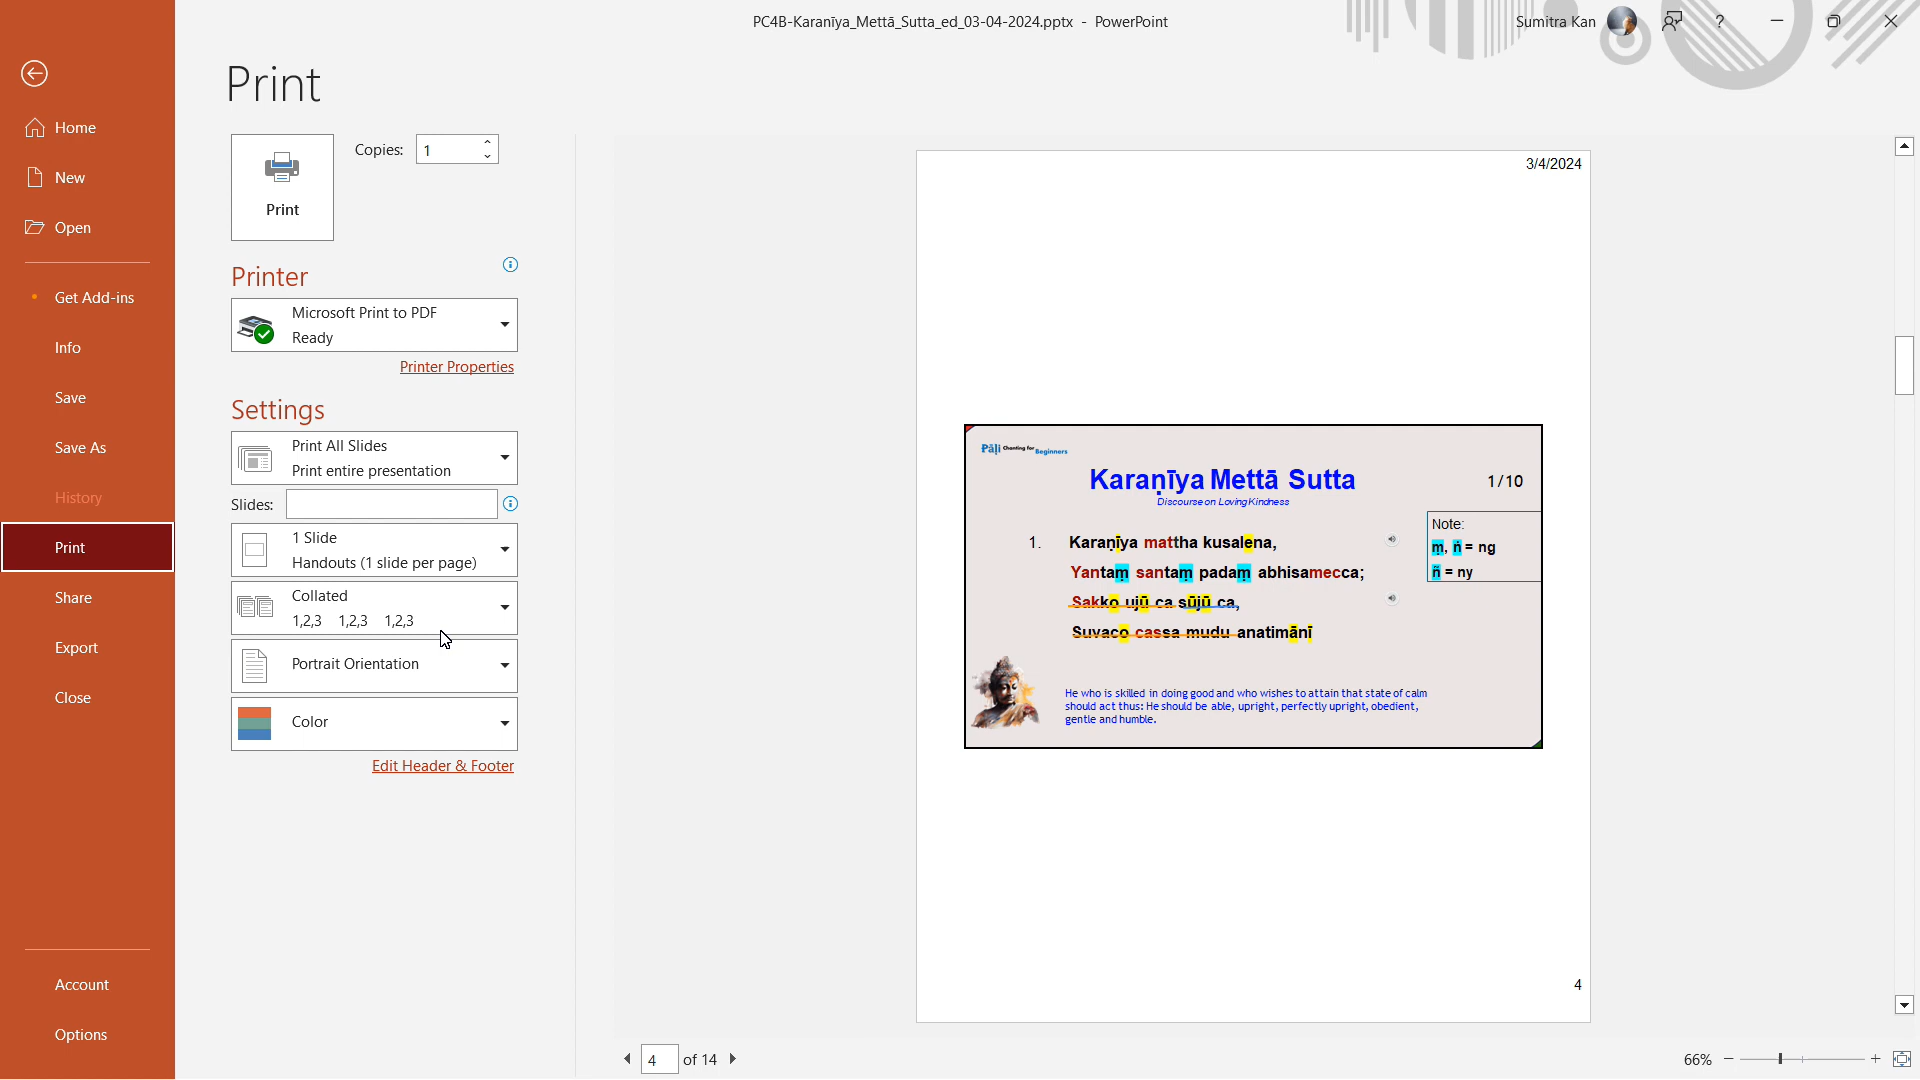 PC4B-Karaṇīya_Mettā_Sutta_ed_03-04-2024.pptx - PowerPoint
Sumitra Kan
?
Print
Home
New
Open
Get Add-ins
Info
Save
Save As
History
Print
Share
Export
Close
Account
Options
Print
Copies: 1
Printer
Microsoft Print to PDF
Ready
Printer Properties
Settings
Print All Slides
Print entire presentation
Slides:
1 Slide
Handouts (1 slide per page)
Collated
1,2,3 1,2,3 1,2,3
Portrait Orientation
Color
Edit Header & Footer
3/4/2024
Pāḷi Chanting for Beginners
Karaṇīya Mettā Sutta
1/10
Discourse on Loving Kindness
Note:
ṃ, ṅ = ng
ñ = ny
1. Karaṇīya mattha kusalena,
Yantaṃ santaṃ padaṃ abhisamecca;
Sakko ujū ca sūjū ca,
Suvaco cassa mudu anatimānī
He who is skilled in doing good and who wishes to attain that state of calm
should act thus: He should be able, upright, perfectly upright, obedient,
gentle and humble.
4
4 of 14
66%